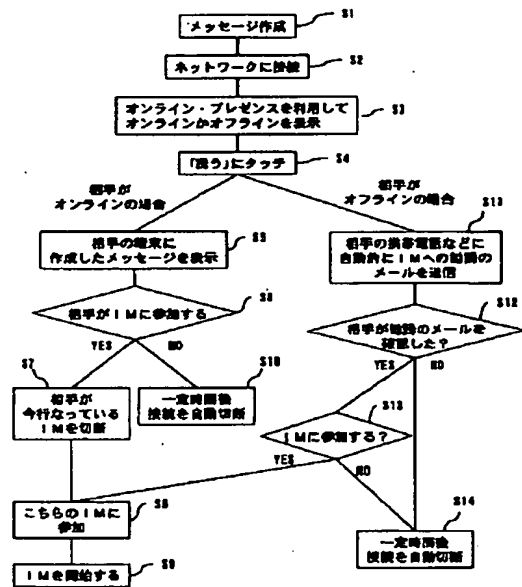 メッセージ作成
S1
ネットワークに接続
S2
オンライン・プレゼンスを利用して
オンラインかオフラインを表示
S3
「誘う」にタッチ
S4
相手が
オンラインの場合
相手が
オフラインの場合
相手の端末に
作成したメッセージを表示
S5
相手の携帯電話などに
自動的にIMへの勧誘の
メールを送信
S11
相手がIMに参加する
S6
YES
NO
相手が勧誘のメールを
確認した?
S12
YES
NO
相手が
今行なっている
IMを切断
S7
一定時間後
接続を自動切断
S10
IMに参加する?
S13
YES
NO
こちらのIMに
参加
S8
一定時間後
接続を自動切断
S14
IMを開始する
S9